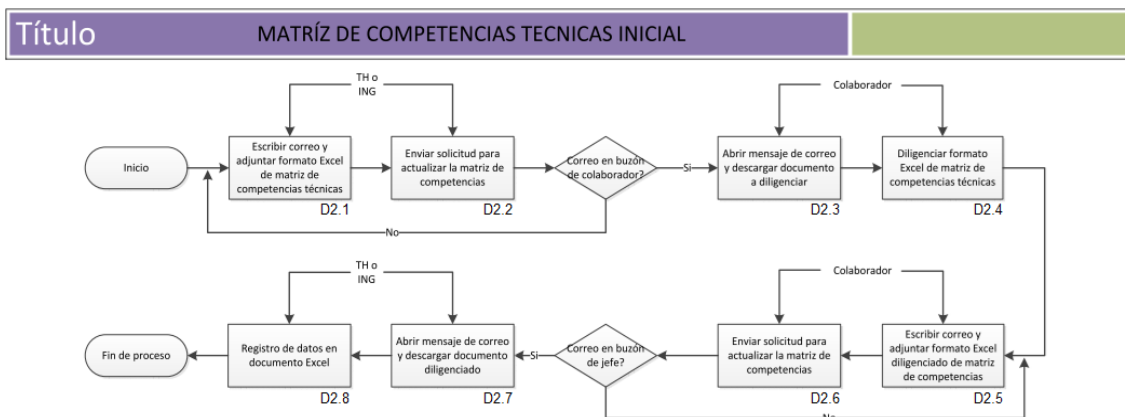 Título
MATRÍZ DE COMPETENCIAS TECNICAS INICIAL
TH o
ING
Colaborador
Inicio
Escribir correo y
adjuntar formato Excel
de matriz de
competencias técnicas
D2.1
Enviar solicitud para
actualizar la matriz de
competencias
D2.2
Correo en buzón
de colaborador?
Si
No
Abrir mensaje de correo
y descargar documento
a diligenciar
D2.3
Diligenciar formato
Excel de matriz de
competencias técnicas
D2.4
TH o
ING
Colaborador
Fin de proceso
Registro de datos en
documento Excel
D2.8
Abrir mensaje de correo
y descargar documento
diligenciado
D2.7
Si
Correo en buzón
de jefe?
Enviar solicitud para
actualizar la matriz de
competencias
D2.6
Escribir correo y
adjuntar formato Excel
diligenciado de matriz
de competencias
D2.5
No